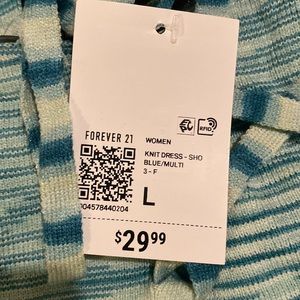 RFID
FOREVER 21
WOMEN
KNIT DRESS - SHO
BLUE/MULTI
3 - F
L
004578440204
$29.99